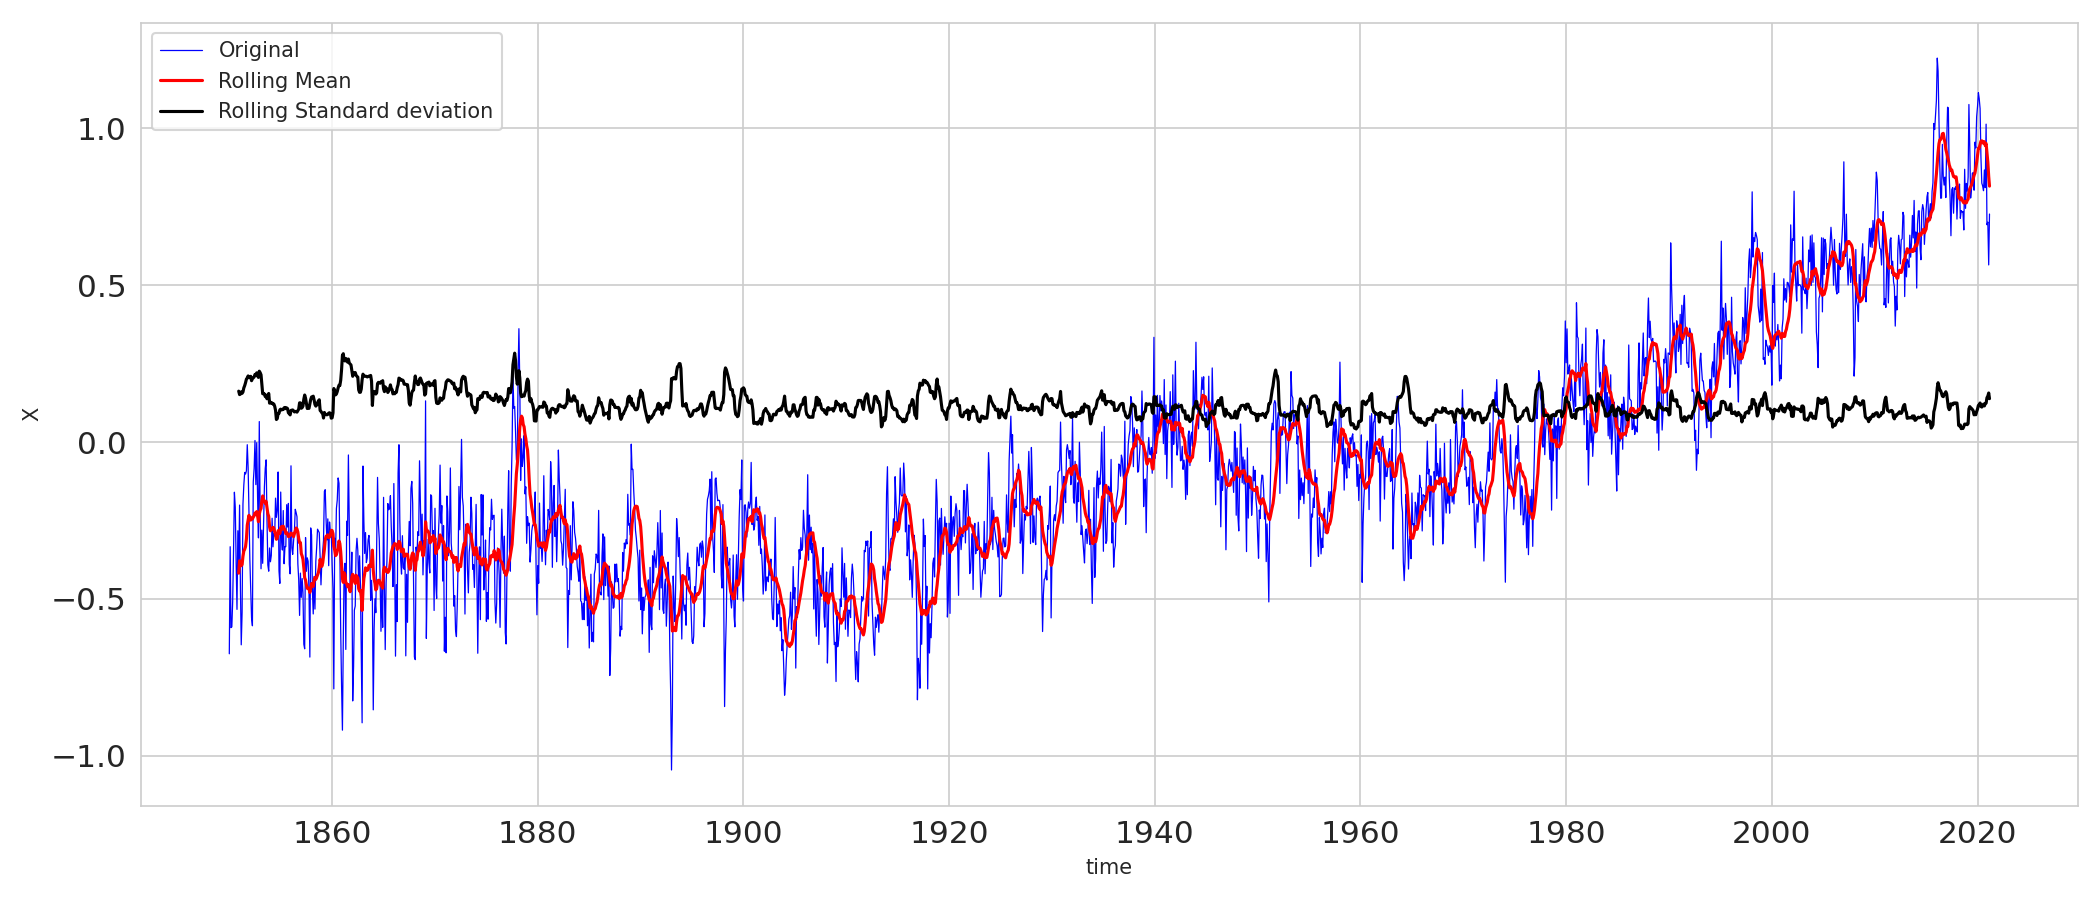 Original
Rolling Mean
Rolling Standard deviation
1.0
0.5
0.0
−0.5
−1.0
X
1860 1880 1900 1920 1940 1960 1980 2000 2020
time